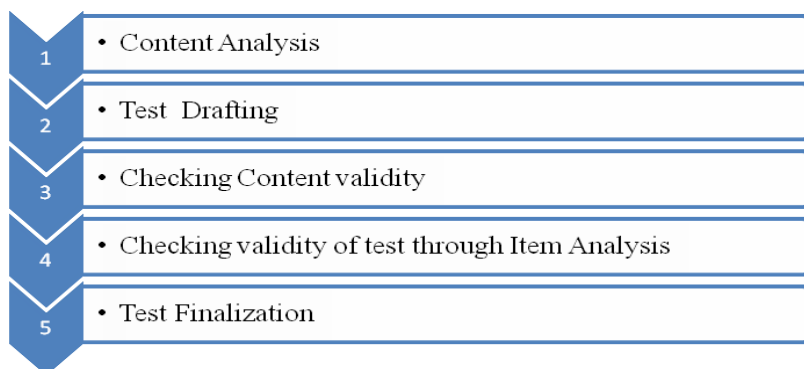 1 • Content Analysis
2 • Test Drafting
3 • Checking Content validity
4 • Checking validity of test through Item Analysis
5 • Test Finalization